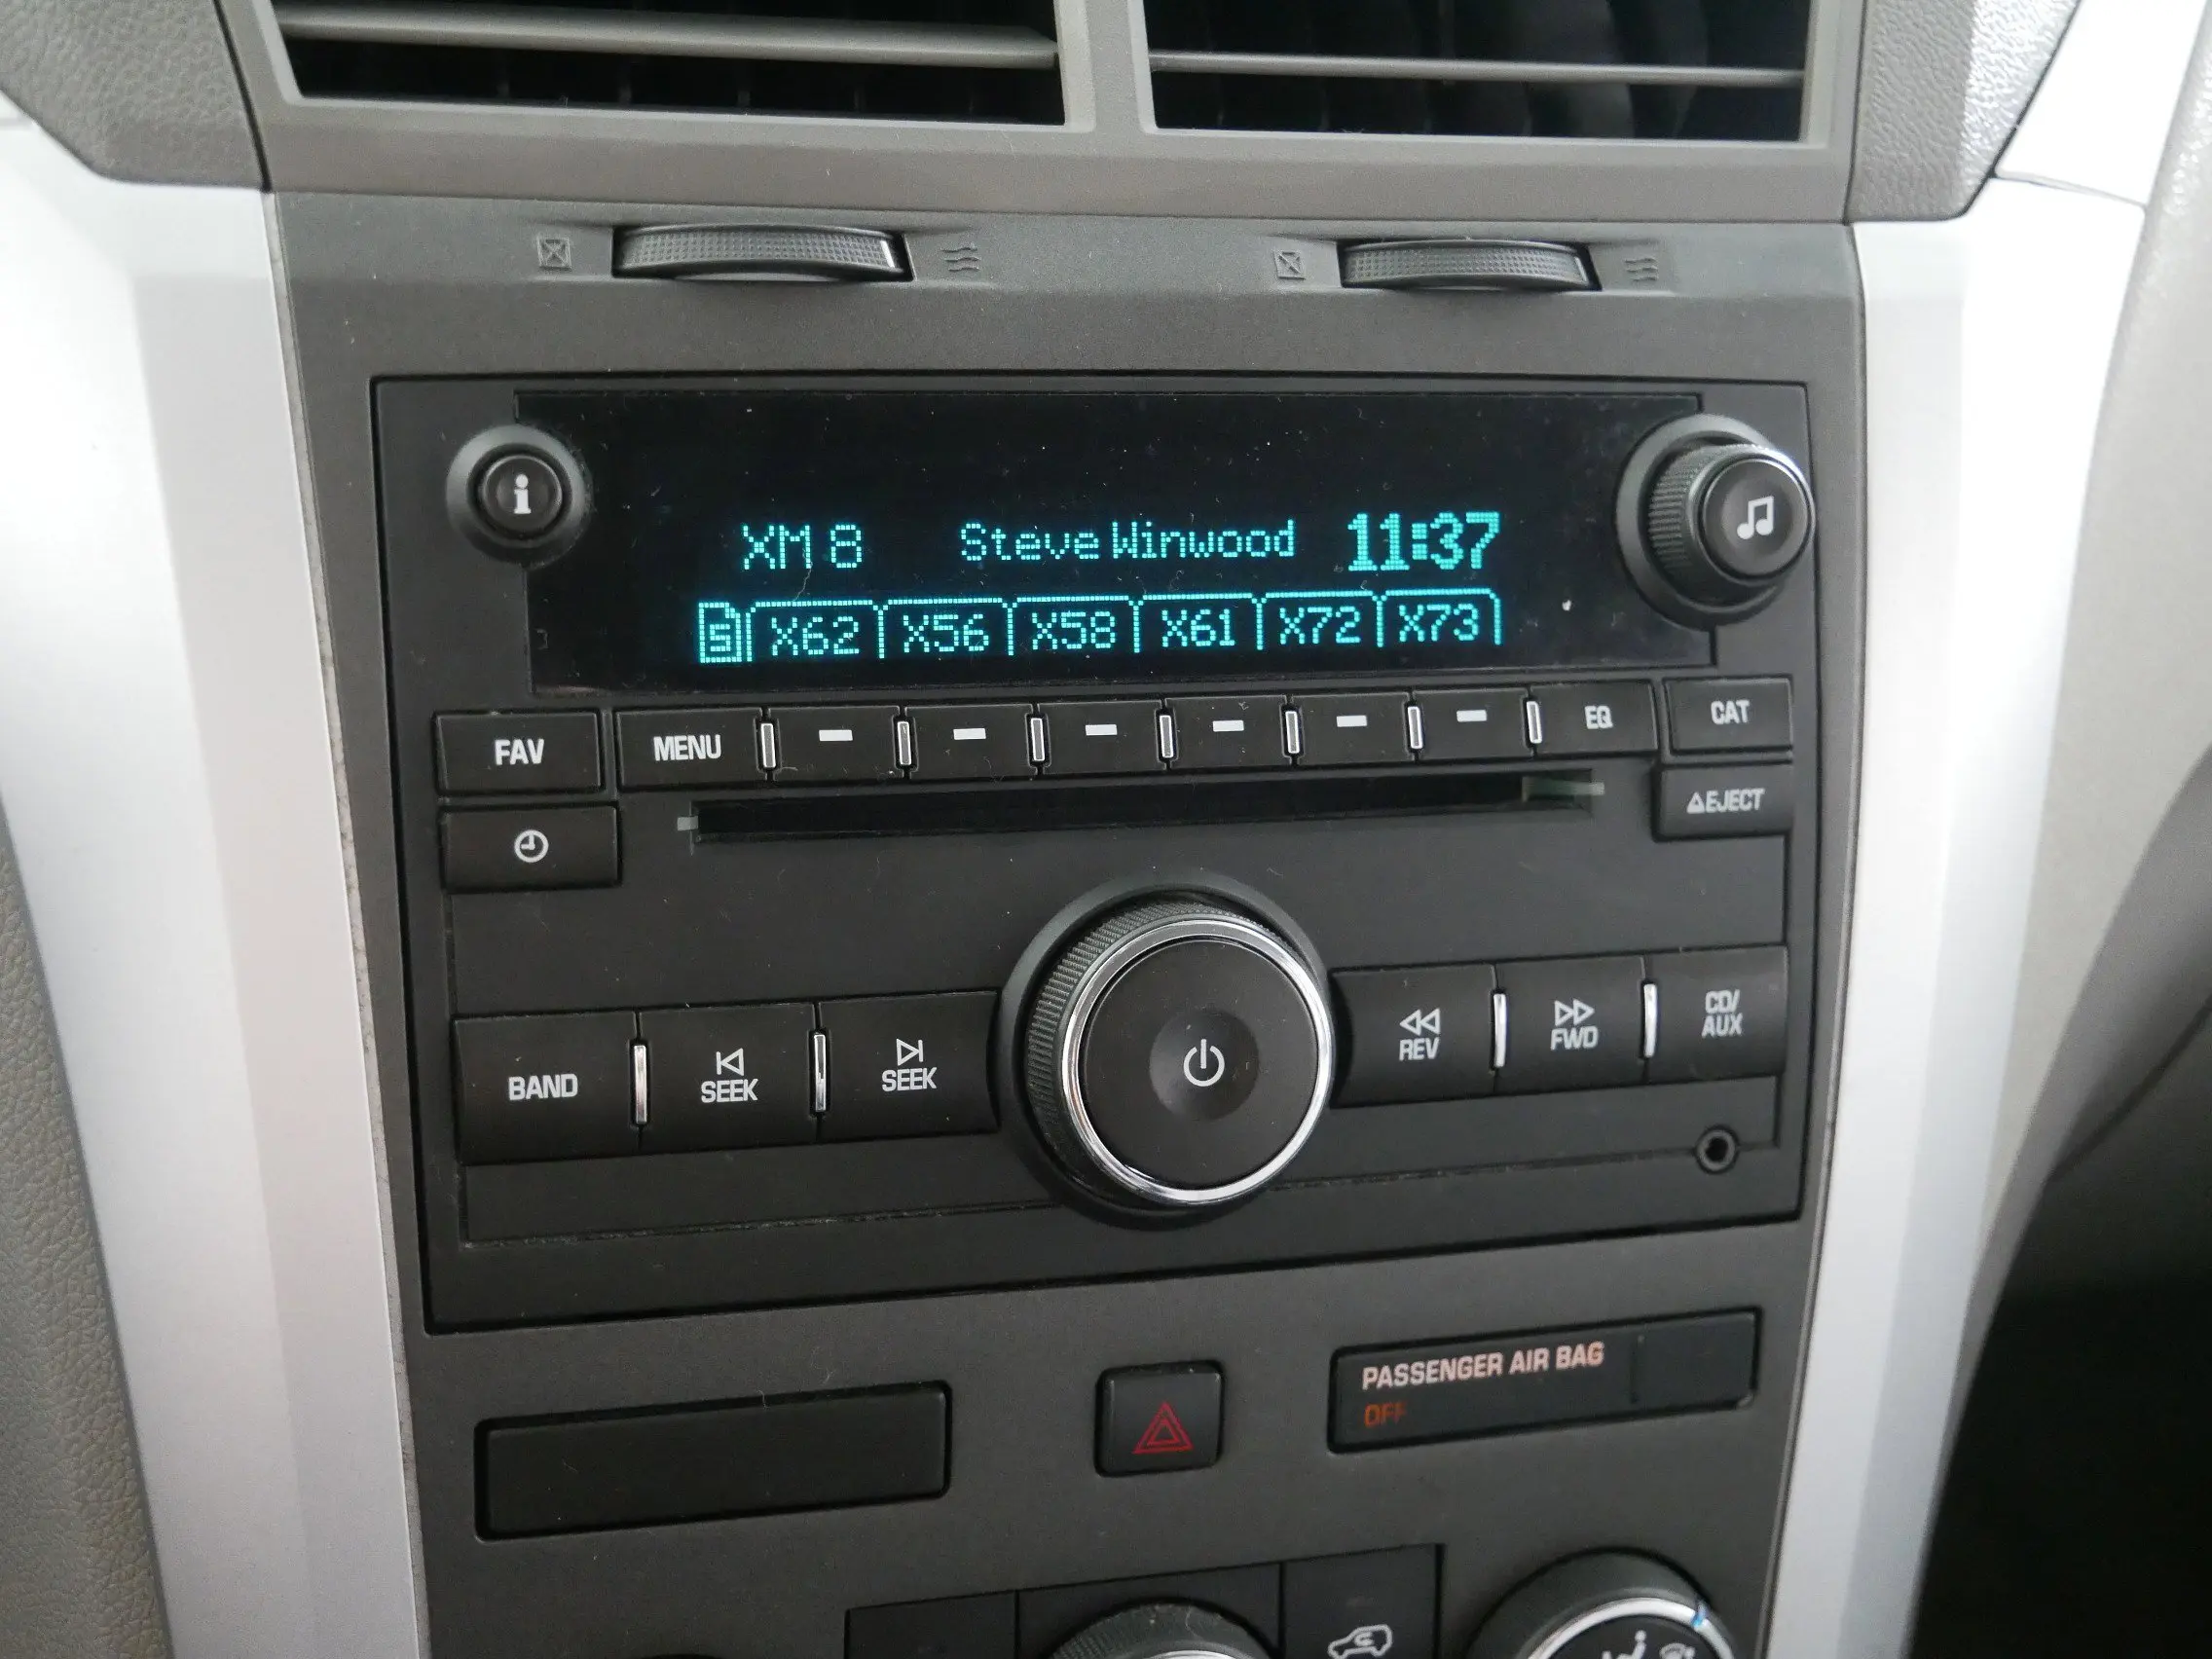 i
XM 8 Steve Winwood 11:37
5 X62 X56 X58 X61 X72 X73
FAV MENU EQ CAT
EJECT
BAND SEEK SEEK REV FWD CD/
AUX
PASSENGER AIR BAG
OFF